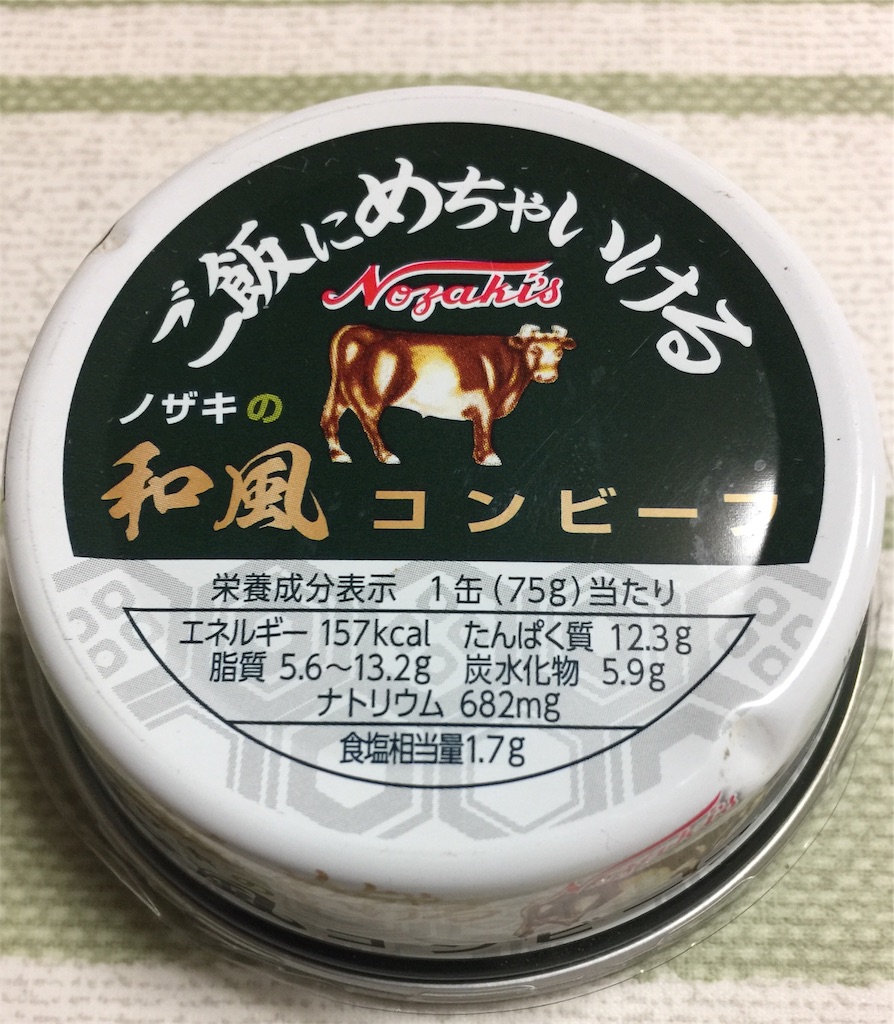 ご飯にめちゃいける
Nozaki's
ノザキの
和風コンビーフ
栄養成分表示 1缶(75g)当たり
エネルギー 157kcal たんぱく質 12.3g
脂質 5.6〜13.2g 炭水化物 5.9g
ナトリウム 682mg
食塩相当量1.7g